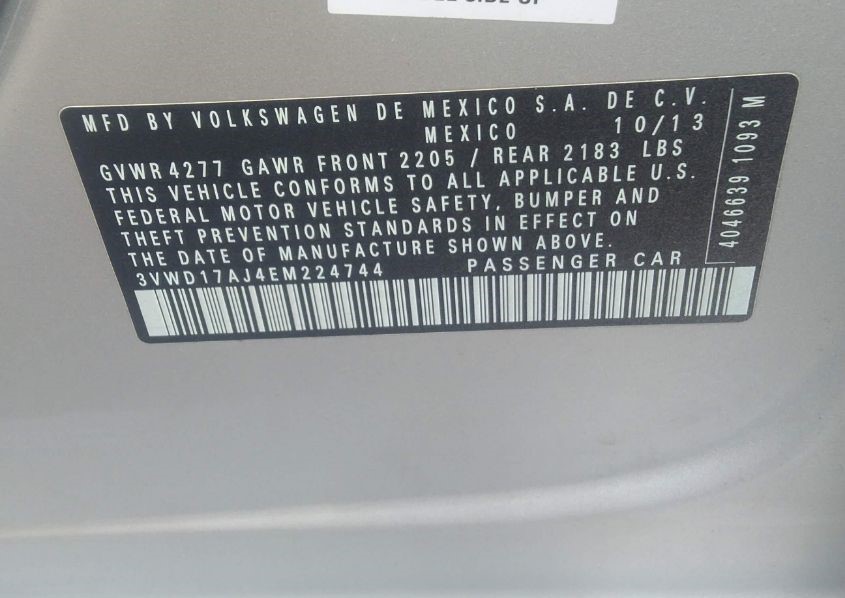 MFD BY VOLKSWAGEN DE MEXICO S.A. DE C.V.
MEXICO 10/13
GVWR 4277 GAWR FRONT 2205 / REAR 2183 LBS
THIS VEHICLE CONFORMS TO ALL APPLICABLE U.S.
FEDERAL MOTOR VEHICLE SAFETY, BUMPER AND
THEFT PREVENTION STANDARDS IN EFFECT ON
THE DATE OF MANUFACTURE SHOWN ABOVE.
3VWD17AJ4EM224744 PASSENGER CAR
4046639 1093 M